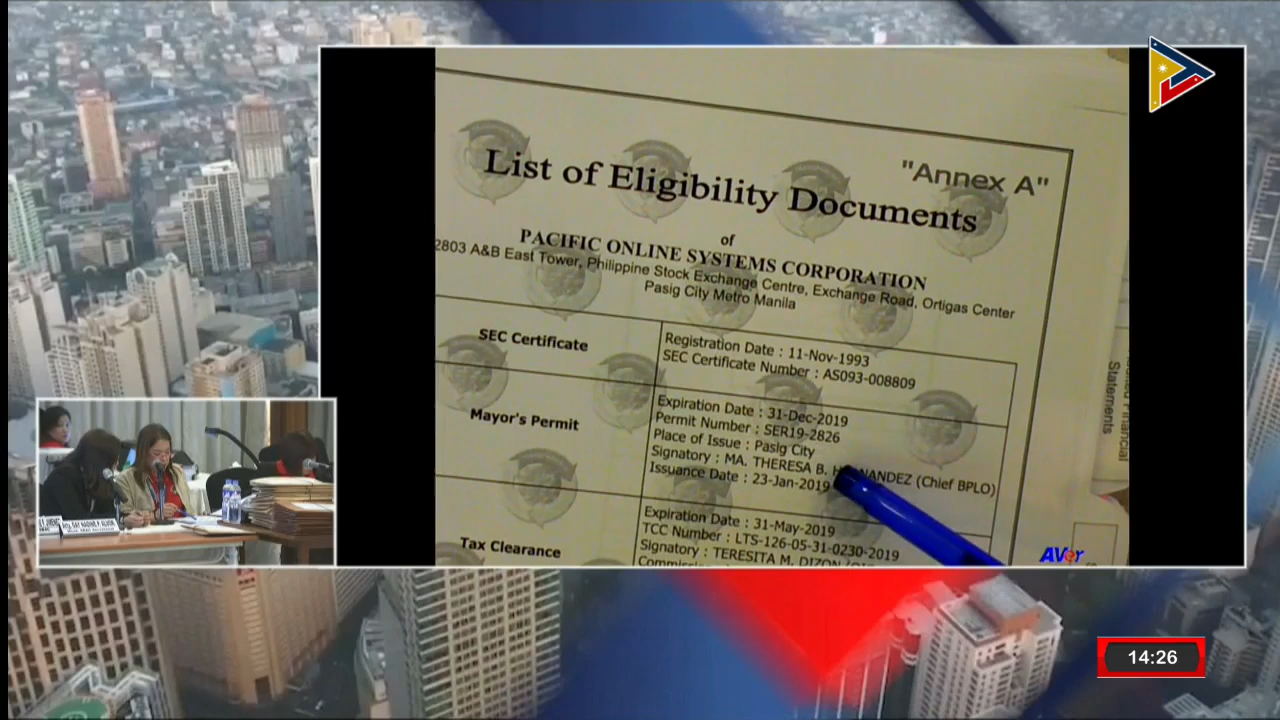 "Annex A"
List of Eligibility Documents
of
PACIFIC ONLINE SYSTEMS CORPORATION
2803 A&B East Tower, Philippine Stock Exchange Centre, Exchange Road, Ortigas Center
Pasig City Metro Manila
SEC Certificate
Registration Date : 11-Nov-1993
SEC Certificate Number : AS093-008809
Mayor's Permit
Expiration Date : 31-Dec-2019
Permit Number : SER19-2826
Place of Issue : Pasig City
Signatory : MA. THERESA B. HERNANDEZ (Chief BPLO)
Issuance Date : 23-Jan-2019
Tax Clearance
Expiration Date : 31-May-2019
TCC Number : LTS-126-05-31-0230-2019
Signatory : TERESITA M. DIZON
Financial
Statements
AVer
14:26